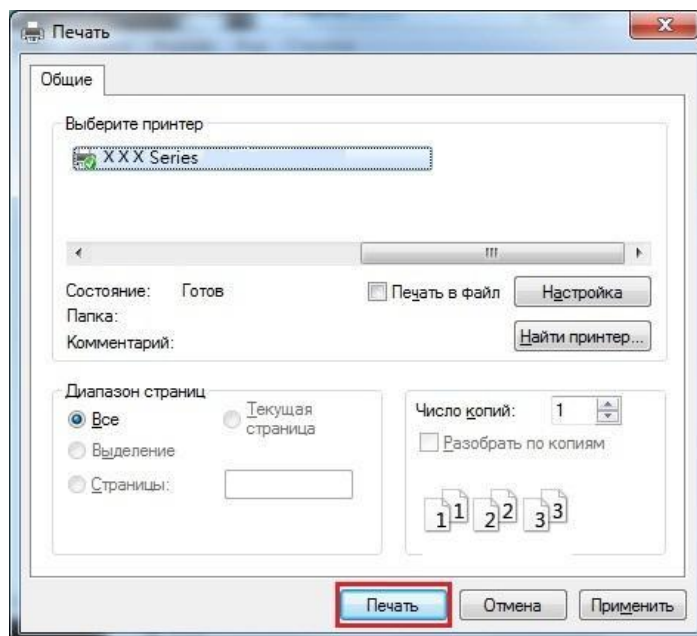 Печать
Общие
Выберите принтер
X X X Series
Состояние: Готов
Печать в файл
Настройка
Папка:
Комментарий:
Найти принтер...
Диапазон страниц
Все
Текущая
страница
Выделение
Страницы:
Число копий: 1
Разобрать по копиям
1 1 2 2 3 3
Печать
Отмена
Применить